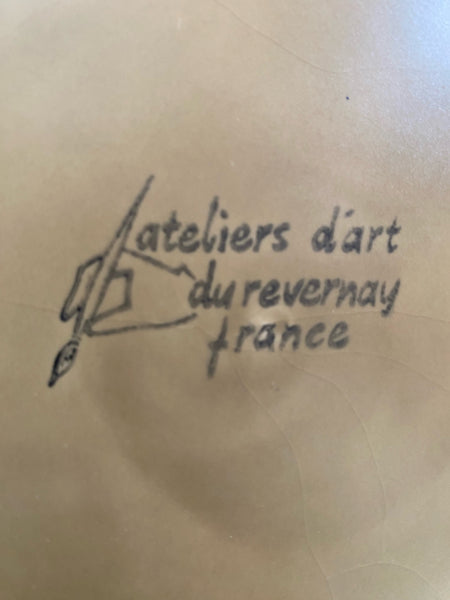 ateliers d'art
du revernay
france